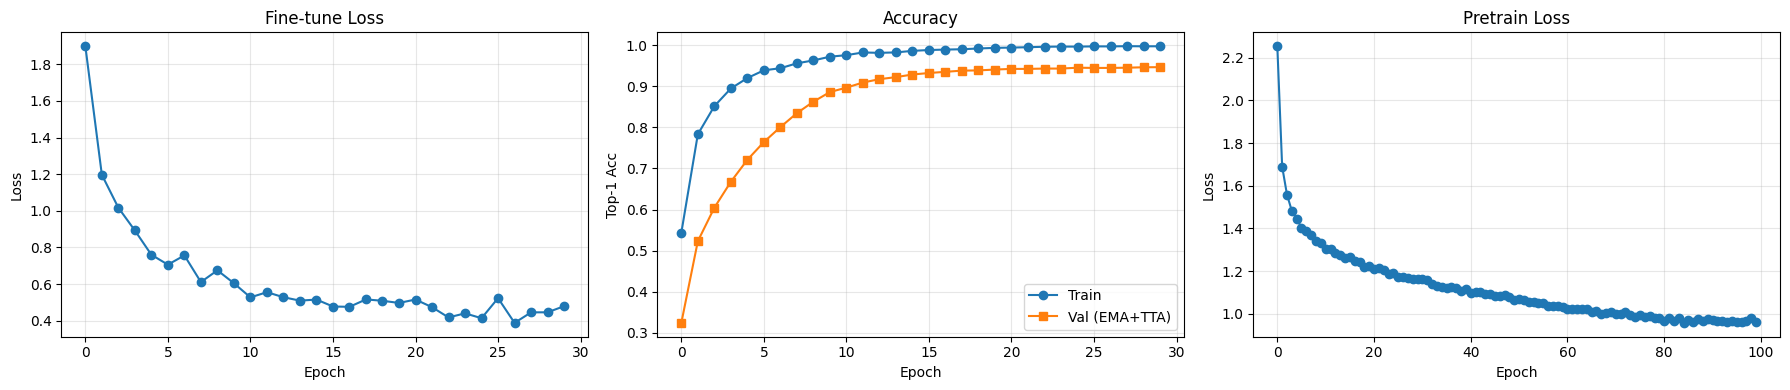 Fine-tune Loss
Loss
1.8
1.6
1.4
1.2
1.0
0.8
0.6
0.4
0 5 10 15 20 25 30
Epoch
Accuracy
Top-1 Acc
1.0
0.9
0.8
0.7
0.6
0.5
0.4
0.3
Train
Val (EMA+TTA)
0 5 10 15 20 25 30
Epoch
Pretrain Loss
Loss
2.2
2.0
1.8
1.6
1.4
1.2
1.0
0 20 40 60 80 100
Epoch